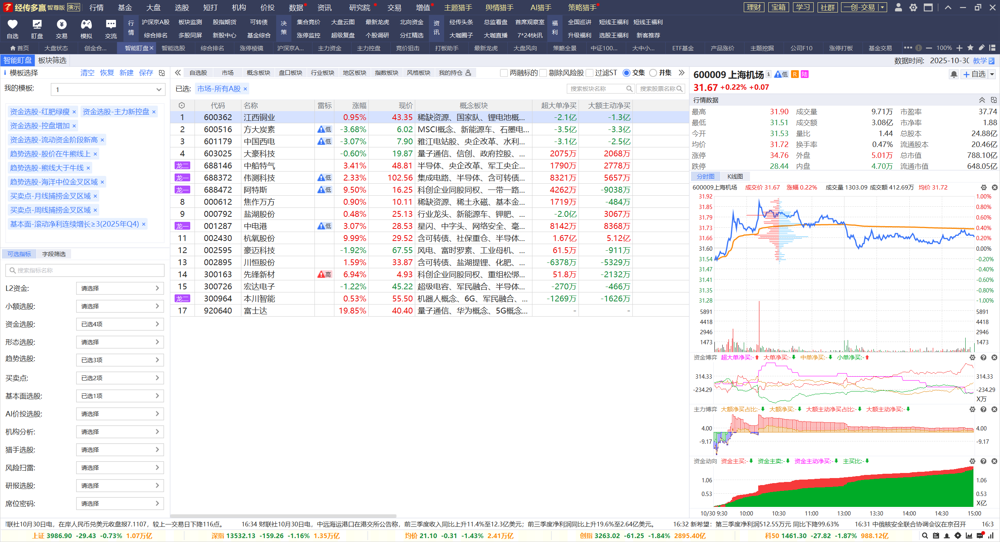 经传多赢 智尊版 演示 行情 基金 大盘 选股 短打 机构 价投 数据 资讯 研究院 交易 增值 主题猎手 舆情猎手 AI猎手 策略猎手 理财 宝箱 学习 社群 一创-交易
自选 盯盘 交易 模拟 交流
行情 沪深京A股 板块监测 股指期货 可转债 决策 集合竞价 大盘云图 最新龙虎 北向资金 资讯 经传头条 总监看盘 首席观察室 福利 全国巡讲 短线王福利 短线王福利
综合排名 多股同屏 新股中心 基金综合 涨停监控 超级复盘 个股调研 分红精选 大咖圈子 大咖直播 7*24快讯 升级福利 选股王福利 新客推荐
首页 大盘状态 创金合... 智能盯盘 智能选股 综合排名 涨停棱镜 沪深京A... 主力资金 主力控盘 竞价狙击 打板助手 最新龙虎 大盘风向 策略全景 中证100... 大中小... ETF基金 产品涨价 主题挖掘 公司F10 涨停打板 基金交易 ••• 100%
智能盯盘 板块筛选 数据时间: 2025-10-30 教学
模板选择 清空 恢复 新建 保存
我的模板: 1
资金选股-红肥绿瘦 × 资金选股-主力新控盘 ×
资金选股-控盘增加 ×
资金选股-流动资金阶段新高 ×
趋势选股-股价在牛熊线上 ×
趋势选股-熊线大于牛线 ×
趋势选股-海洋中位金叉区域 ×
买卖点-月线捕捞金叉区域 ×
买卖点-周线捕捞金叉区域 ×
基本面-滚动净利连续增长≥3(2025年Q4) ×
可选指标 字段筛选
搜索指标名称
L2资金: 请选择
小额选股: 请选择
资金选股: 已选4项
形态选股: 请选择
趋势选股: 已选3项
买卖点: 已选2项
基本面选股: 已选1项
AI价投选股: 请选择
机构分析: 请选择
猎手选股: 请选择
风险扫雷: 请选择
研报选股: 请选择
席位密码: 请选择
自选股 市场 概念板块 盘口板块 行业板块 地区板块 指数板块 风格板块 我的持仓 两融标的 剔除风险股 过滤ST 交集 并集
已选: 市场-所有A股 × 搜索板块名称 搜索股票名称
代码 名称 雷标 涨幅 现价 概念板块 超大单净买 大额主动净买
1 600362 江西铜业 0.95% 43.35 稀缺资源、国家队、锂电池概... -2.1亿 -1.3亿
2 600516 方大炭素 低 -3.68% 6.02 MSCI概念、新能源车、石墨电... -3.5亿 -3.3亿
3 601179 中国西电 低 -3.07% 7.90 雅江电站股、央企改革、水利... -3.1亿 -2.5亿
4 603025 大豪科技 -0.60% 19.87 量子通信、信创、政府控股、... 2075万 2068万
龙二 688146 中船特气 3.41% 48.81 半导体、央企改革、军工央企... 1790万 2778万
龙一 688372 伟测科技 低 2.33% 102.56 集成电路、半导体、含可转债... 8321万 5657万
龙一 688472 阿特斯 低 9.50% 16.25 科创企业同股同权、一带一路... 4262万 -9038万
8 000612 焦作万方 0.90% 10.11 稀缺资源、稀土永磁、基本金... 1719万 -484万
9 000792 盐湖股份 0.48% 25.13 行业龙头、新能源车、钾肥、... -2.0亿 3067万
龙一 001287 中电港 低 3.07% 28.53 星闪、中字头、网络安全、毫... 8142万 8368万
11 002430 杭氧股份 9.99% 29.52 含可转债、社保重仓、半导体... 1.67亿 5.12亿
12 002595 豪迈科技 -1.92% 67.55 风电、富时罗素、工业母机、... 61.5万 -911万
13 002895 川恒股份 1.59% 33.87 含可转债、盐湖提锂、化肥、... -6378万 -5329万
14 300163 先锋新材 高 6.94% 4.93 科创企业同股同权、重组松绑... 51.8万 -2132万
15 300726 宏达电子 -1.22% 45.22 超级电容、军民融合、半导体... -270万 -466万
龙二 300964 本川智能 0.53% 55.50 机器人概念、6G、军民融合、... -1269万 -1626万
17 920640 富士达 19.85% 40.40 量子通信、华为概念、5G概念... - -
600009 上海机场 低 R 陆 自选
31.67 +0.22% +0.07
行情数据
最高 31.90 成交量 9.71万 市盈率 37.74
最低 31.51 成交额 3.08亿 市净率 1.88
今开 31.53 量比 1.44 总股本 24.88亿
均价 31.72 换手率 0.47% 流通股本 20.46亿
涨停 34.76 外盘 5.01万 总市值 788.10亿
跌停 28.44 内盘 4.70万 流通市值 648.05亿
分时图 K线图
600009上海机场 成交价 31.67 涨幅 0.22% 成交量 1303.09 成交额 412.69万 均价 31.72
31.92 1.00%
31.85 0.80%
31.79 0.60%
31.73 0.40%
31.66 0.20%
31.60 0.00%
31.54 -0.20%
31.47 -0.40%
31.41 -0.60%
31.35 -0.80%
31.28 -1.00%
5891 5891
4418 4418
2946 2946
1473 1473
资金博弈 超大单净买:- 大单净买:- 中单净买:- 小单净买:-
314.33 314.33
-234.29 -234.29
X万
主力博弈 大额净买占比:- 大额净买:- 大额主动净买占比:- 大额主动净买:-
4.00 4.00
-9.17 -9.17
资金动向 资金主买:- 资金主卖:- 资金主动净买:- 主买比:-
1.06 1.06
0.53 0.53
X亿
10/30 9:30 10:00 10:30 11:00 13:00 13:30 14:00 14:30 15:00
联社10月30日电，在岸人民币兑美元收盘报7.1107，较上一交易日下降116点。 16:34 财联社10月30日电，中远海运港口在港交所公告称，前三季度收入同比上升11.4%至12.3亿美元；前三季度净利润同比上升19.6%至2.64亿美元。 16:32 新希望：第三季度净利润512.55万元 同比下降99.63% 16:31 中俄核安全联合协调会议在京召开 16:3
上证 3986.90 -29.43 -0.73% 1.07万亿 深指 13532.13 -159.26 -1.16% 1.35万亿 均价 21.10 -0.31 -1.43% 2.41万亿 创指 3263.02 -61.25 -1.84% 2895.40亿 科50 1461.30 -27.82 -1.87% 988.12亿